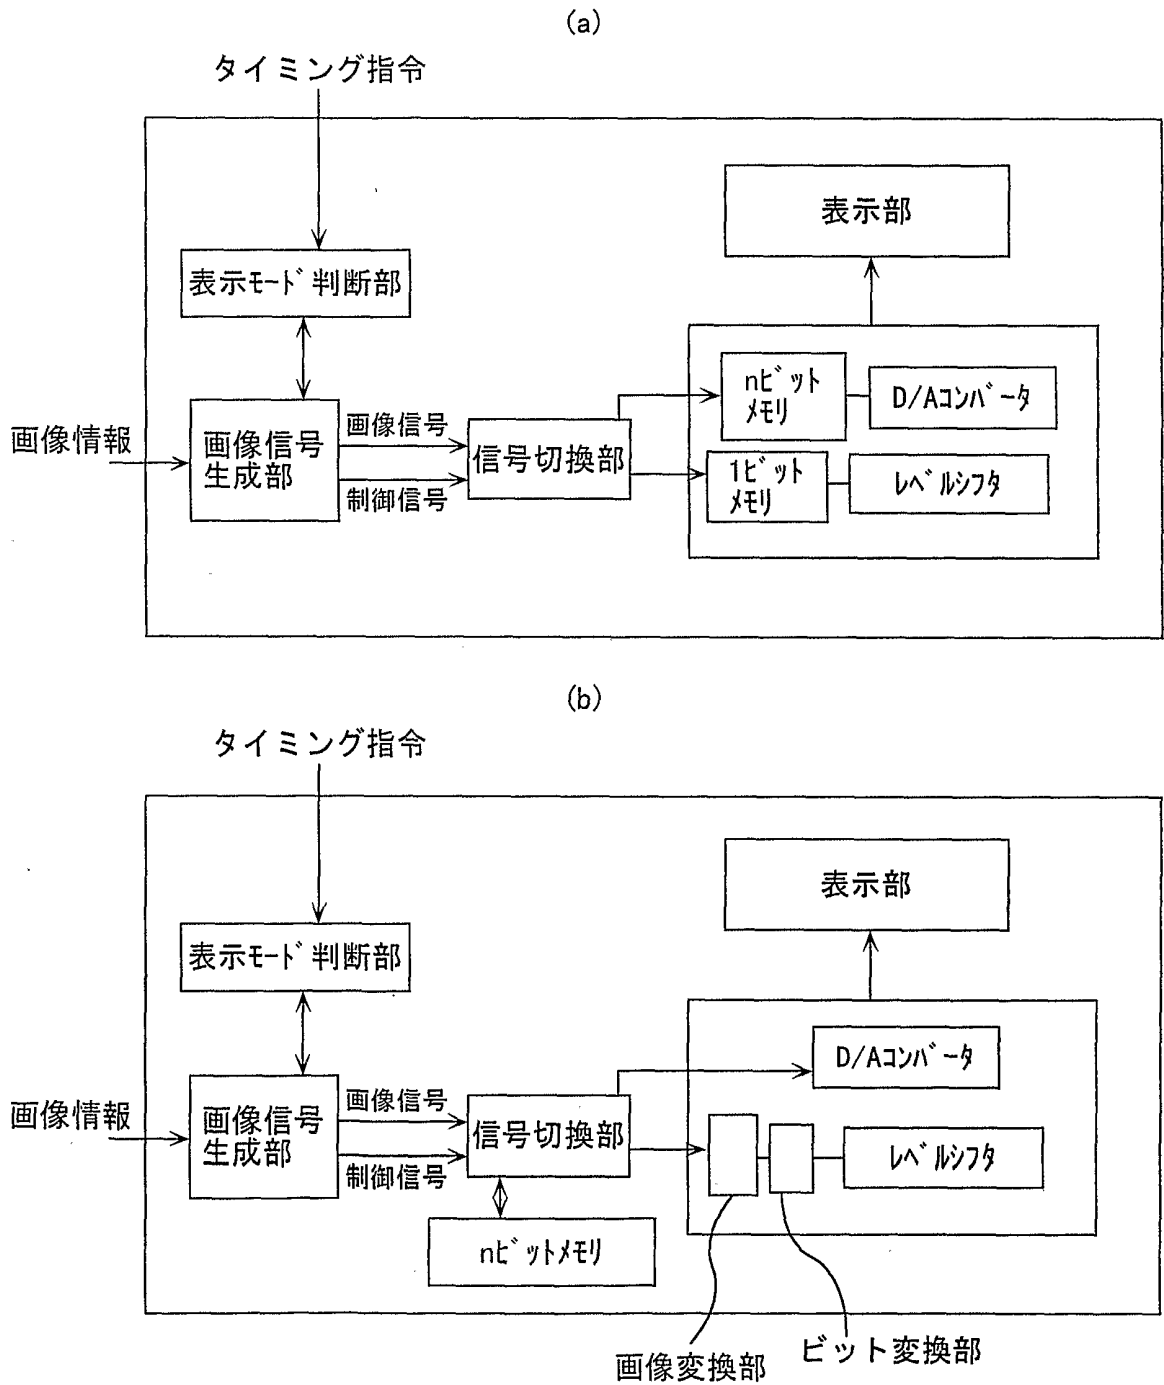 (a)
タイミング指令
表示部
表示ﾓｰﾄﾞ判断部
nﾋﾞｯﾄ
ﾒﾓﾘ
D/Aｺﾝﾊﾞｰﾀ
画像情報
画像信号
生成部
画像信号
制御信号
信号切換部
1ﾋﾞｯﾄ
ﾒﾓﾘ
ﾚﾍﾞﾙｼﾌﾀ
(b)
タイミング指令
表示部
表示ﾓｰﾄﾞ判断部
D/Aｺﾝﾊﾞｰﾀ
画像情報
画像信号
生成部
画像信号
制御信号
信号切換部
ﾚﾍﾞﾙｼﾌﾀ
nﾋﾞｯﾄﾒﾓﾘ
画像変換部
ビット変換部